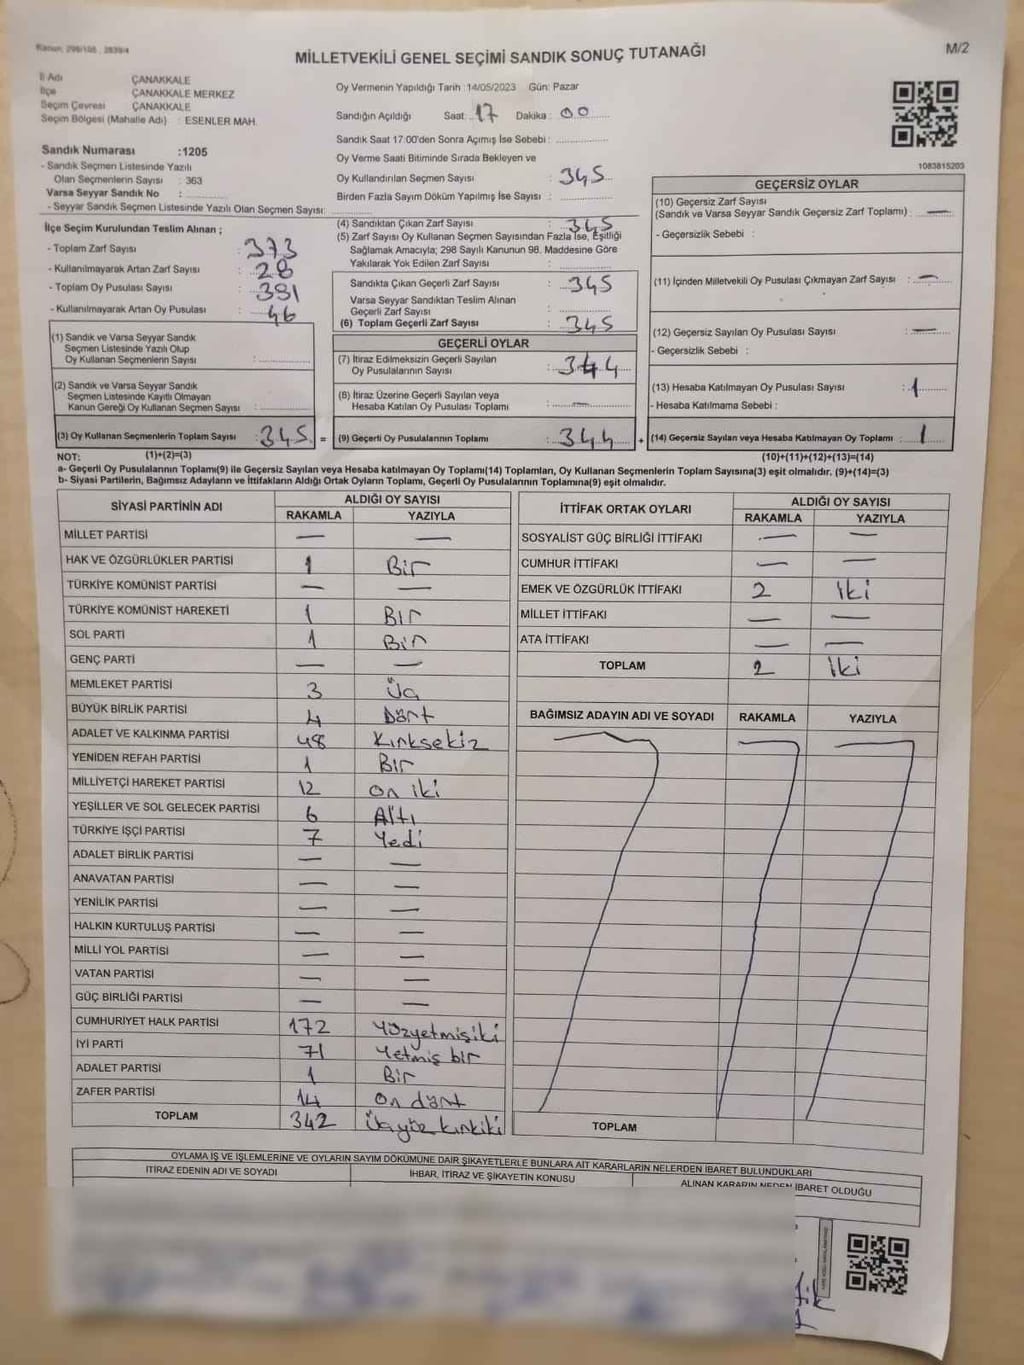 Kanun: 298/105 , 2839/4
MİLLETVEKİLİ GENEL SEÇİMİ SANDIK SONUÇ TUTANAĞI
M/2
İl Adı ÇANAKKALE
İlçe ÇANAKKALE MERKEZ
Seçim Çevresi ÇANAKKALE
Seçim Bölgesi (Mahalle Adı) : ESENLER MAH.
Sandık Numarası :1205
- Sandık Seçmen Listesinde Yazılı
Olan Seçmenlerin Sayısı : 363
Varsa Seyyar Sandık No :
- Seyyar Sandık Seçmen Listesinde Yazılı Olan Seçmen Sayısı:
Oy Vermenin Yapıldığı Tarih : 14/05/2023 Gün: Pazar
Sandığın Açıldığı Saat: 17 Dakika : 00
Sandık Saat 17:00'den Sonra Açılmış İse Sebebi :
Oy Verme Saati Bitiminde Sırada Bekleyen ve
Oy Kullandırılan Seçmen Sayısı : 345
Birden Fazla Sayım Döküm Yapılmış İse Sayısı :
1083815203
İlçe Seçim Kurulundan Teslim Alınan ;
- Toplam Zarf Sayısı : 373
- Kullanılmayarak Artan Zarf Sayısı : 28
- Toplam Oy Pusulası Sayısı : 391
- Kullanılmayarak Artan Oy Pusulası : 46
(1) Sandık ve Varsa Seyyar Sandık
Seçmen Listesinde Yazılı Olup
Oy Kullanan Seçmenlerin Sayısı :
(2) Sandık ve Varsa Seyyar Sandık
Seçmen Listesinde Kayıtlı Olmayan
Kanun Gereği Oy Kullanan Seçmen Sayısı :
(3) Oy Kullanan Seçmenlerin Toplam Sayısı : 345 =
(4) Sandıktan Çıkan Zarf Sayısı : 345
(5) Zarf Sayısı Oy Kullanan Seçmen Sayısından Fazla İse, Eşitliği
Sağlamak Amacıyla; 298 Sayılı Kanunun 98. Maddesine Göre
Yakılarak Yok Edilen Zarf Sayısı :
Sandıkta Çıkan Geçerli Zarf Sayısı : 345
Varsa Seyyar Sandıktan Teslim Alınan
Geçerli Zarf Sayısı :
(6) Toplam Geçerli Zarf Sayısı : 345
GEÇERLİ OYLAR
(7) İtiraz Edilmeksizin Geçerli Sayılan
Oy Pusulalarının Sayısı : 344
(8) İtiraz Üzerine Geçerli Sayılan veya
Hesaba Katılan Oy Pusulası Toplamı : —
(9) Geçerli Oy Pusulalarının Toplamı : 344 +
GEÇERSİZ OYLAR
(10) Geçersiz Zarf Sayısı
(Sandık ve Varsa Seyyar Sandık Geçersiz Zarf Toplamı) : —
- Geçersizlik Sebebi :
(11) İçinden Milletvekili Oy Pusulası Çıkmayan Zarf Sayısı : —
(12) Geçersiz Sayılan Oy Pusulası Sayısı : —
- Geçersizlik Sebebi :
(13) Hesaba Katılmayan Oy Pusulası Sayısı : 1
- Hesaba Katılmama Sebebi :
(14) Geçersiz Sayılan veya Hesaba Katılmayan Oy Toplamı : 1
NOT: (1)+(2)=(3) (10)+(11)+(12)+(13)=(14)
a- Geçerli Oy Pusulalarının Toplamı(9) ile Geçersiz Sayılan veya Hesaba katılmayan Oy Toplamı(14) Toplamları, Oy Kullanan Seçmenlerin Toplam Sayısına(3) eşit olmalıdır. (9)+(14)=(3)
b- Siyasi Partilerin, Bağımsız Adayların ve İttifakların Aldığı Oyların Toplamı, Geçerli Oy Pusulalarının Toplamına(9) eşit olmalıdır.
SİYASİ PARTİNİN ADI ALDIĞI OY SAYISI
RAKAMLA YAZIYLA
MİLLET PARTİSİ — —
HAK VE ÖZGÜRLÜKLER PARTİSİ 1 Bir
TÜRKİYE KOMÜNİST PARTİSİ — —
TÜRKİYE KOMÜNİST HAREKETİ 1 BIR
SOL PARTİ 1 Bir
GENÇ PARTİ — —
MEMLEKET PARTİSİ 3 Üç
BÜYÜK BİRLİK PARTİSİ 4 Dört
ADALET VE KALKINMA PARTİSİ 48 Kırksekiz
YENİDEN REFAH PARTİSİ 1 BIR
MİLLİYETÇİ HAREKET PARTİSİ 12 On iki
YEŞİLLER VE SOL GELECEK PARTİSİ 6 Altı
TÜRKİYE İŞÇİ PARTİSİ 7 Yedi
ADALET BİRLİK PARTİSİ — —
ANAVATAN PARTİSİ — —
YENİLİK PARTİSİ — —
HALKIN KURTULUŞ PARTİSİ — —
MİLLİ YOL PARTİSİ — —
VATAN PARTİSİ — —
GÜÇ BİRLİĞİ PARTİSİ — —
CUMHURİYET HALK PARTİSİ 172 Yüzyetmişiki
İYİ PARTİ 71 Yetmiş bir
ADALET PARTİSİ 1 Bir
ZAFER PARTİSİ 14 On dört
TOPLAM 342 Üçyüz kırkiki
İTTİFAK ORTAK OYLARI ALDIĞI OY SAYISI
RAKAMLA YAZIYLA
SOSYALİST GÜÇ BİRLİĞİ İTTİFAKI — —
CUMHUR İTTİFAKI — —
EMEK VE ÖZGÜRLÜK İTTİFAKI 2 İki
MİLLET İTTİFAKI — —
ATA İTTİFAKI — —
TOPLAM 2 İki
BAĞIMSIZ ADAYIN ADI VE SOYADI RAKAMLA YAZIYLA
TOPLAM
OYLAMA İŞ VE İŞLEMLERİNE VE OYLARIN SAYIM DÖKÜMÜNE DAİR ŞİKAYETLERLE BUNLARA AİT KARARLARIN NELERDEN İBARET BULUNDUKLARI
İTİRAZ EDENİN ADI VE SOYADI İHBAR, İTİRAZ VE ŞİKAYETİN KONUSU ALINAN KARARIN NEDEN İBARET OLDUĞU